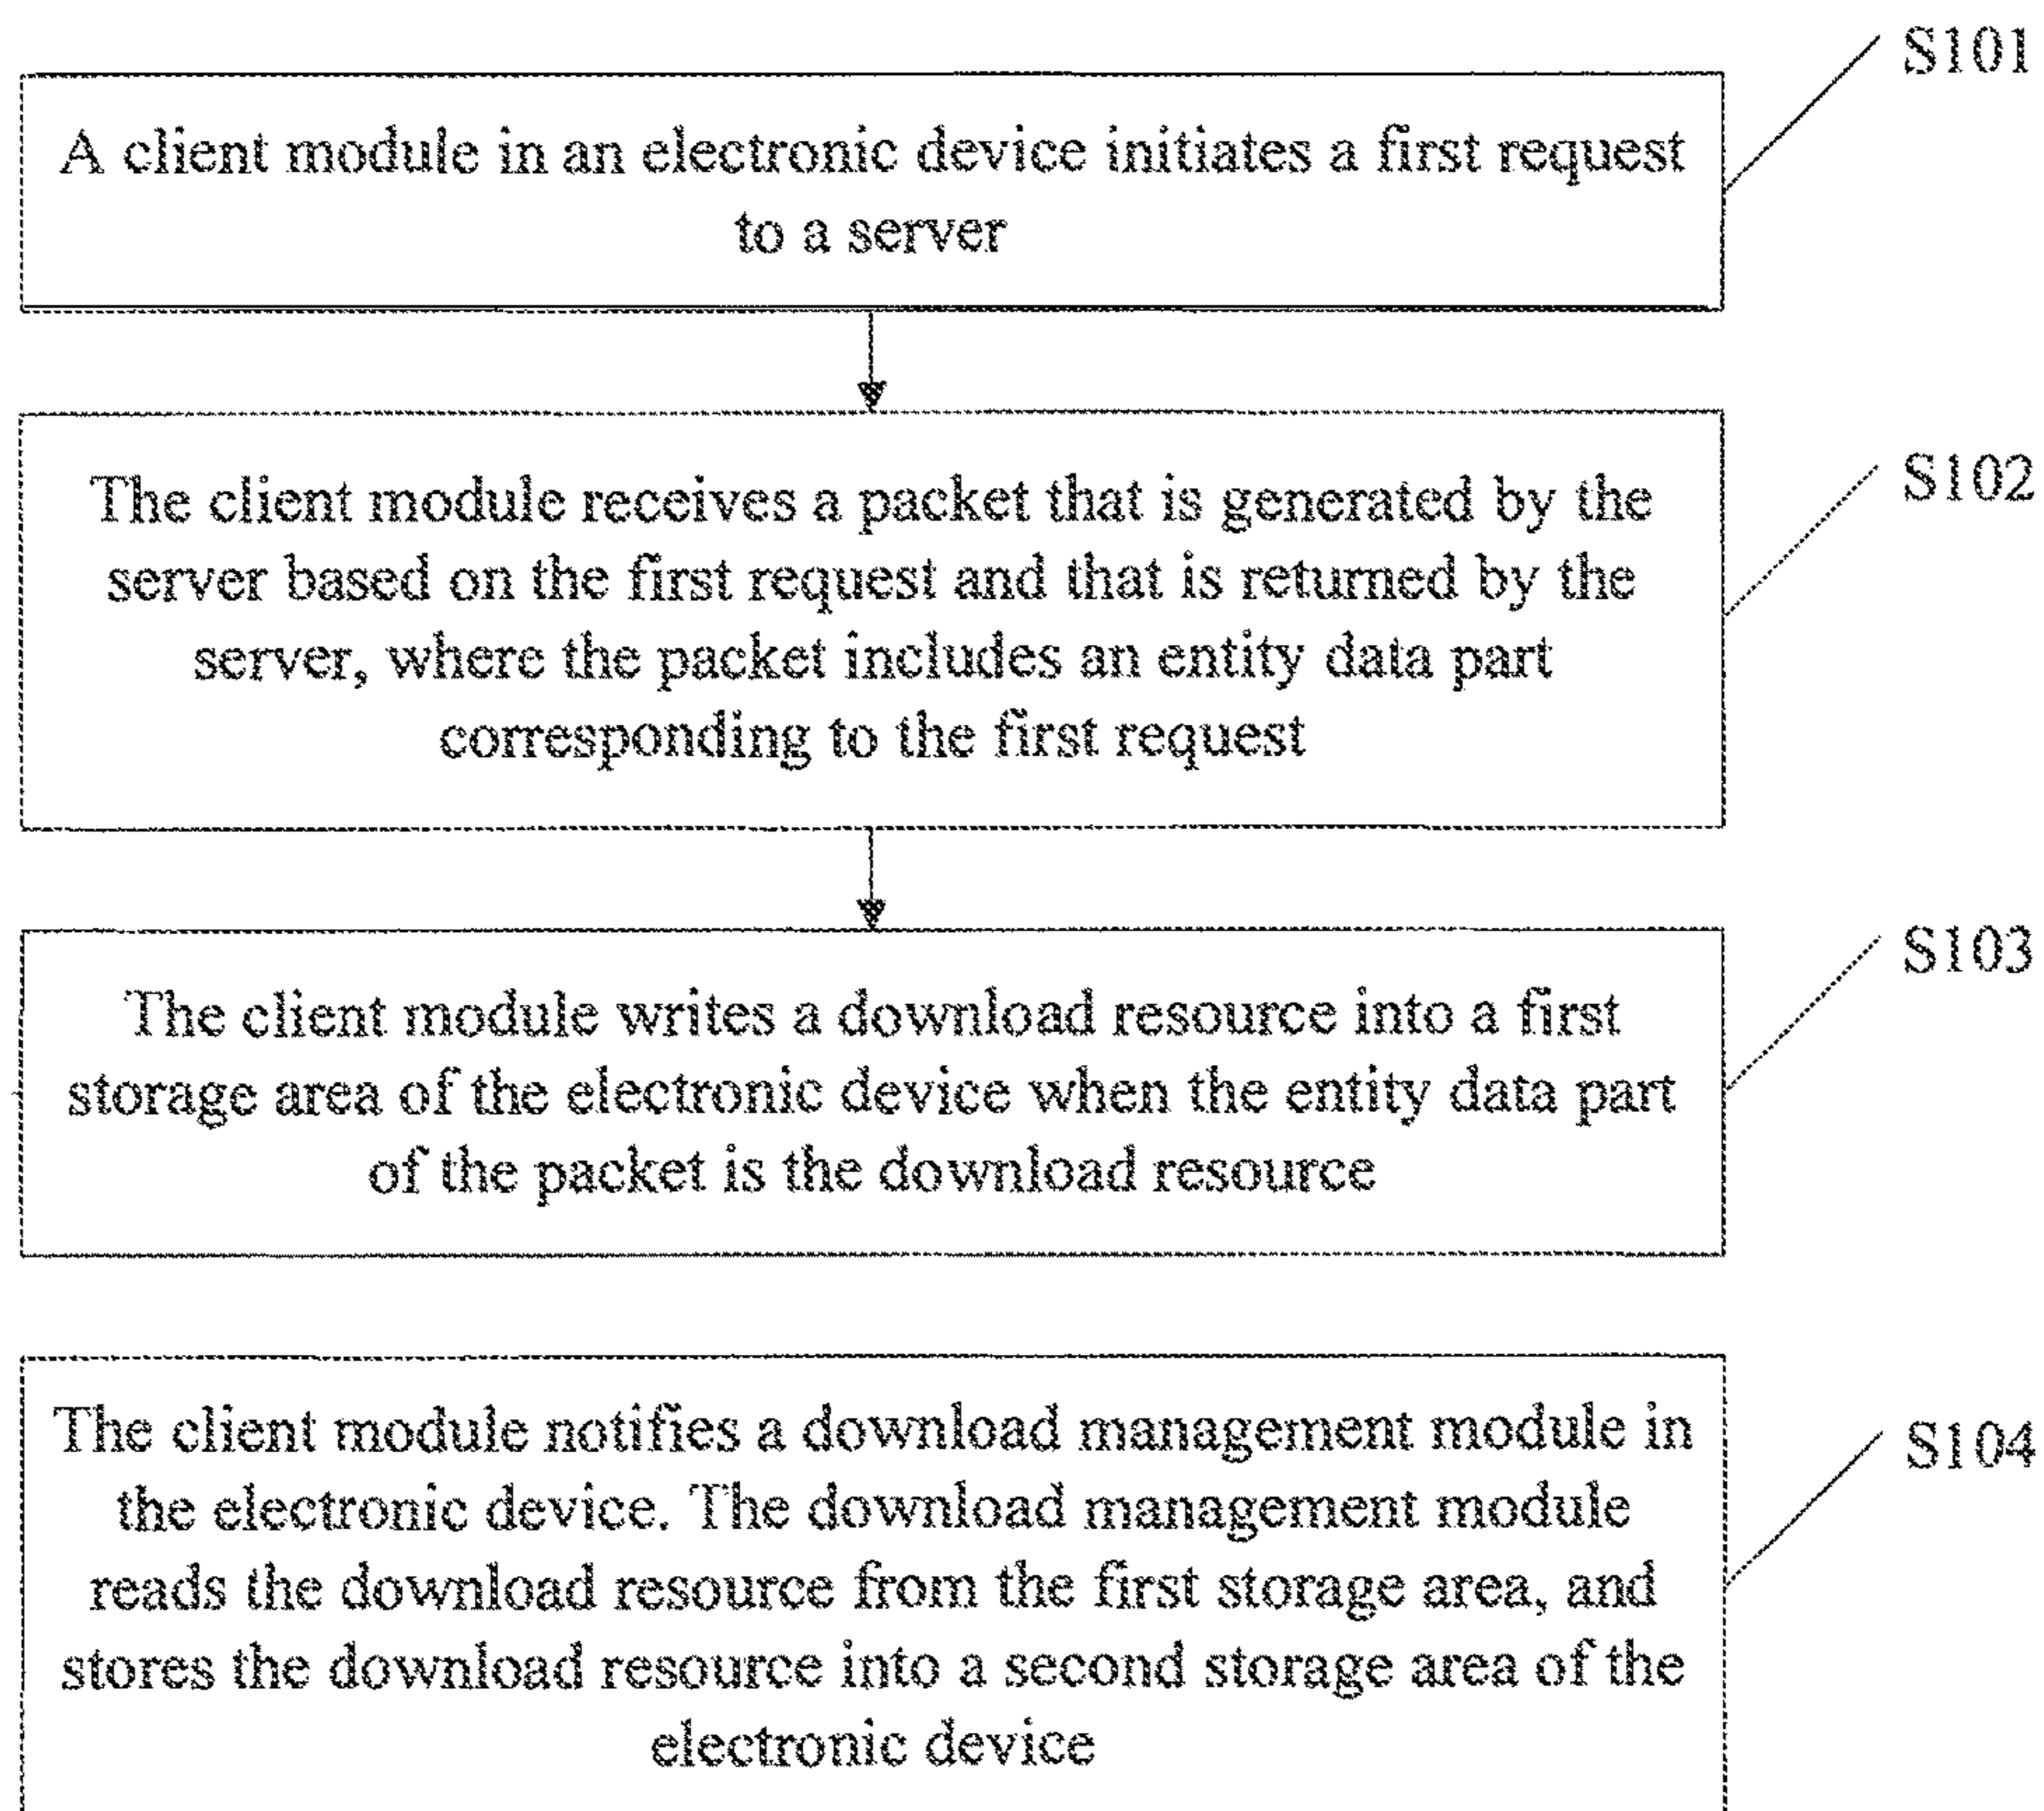 S101
A client module in an electronic device initiates a first request
to a server
S102
The client module receives a packet that is generated by the
server based on the first request and that is returned by the
server, where the packet includes an entity data part
corresponding to the first request
S103
The client module writes a download resource into a first
storage area of the electronic device when the entity data part
of the packet is the download resource
S104
The client module notifies a download management module in
the electronic device. The download management module
reads the download resource from the first storage area, and
stores the download resource into a second storage area of the
electronic device